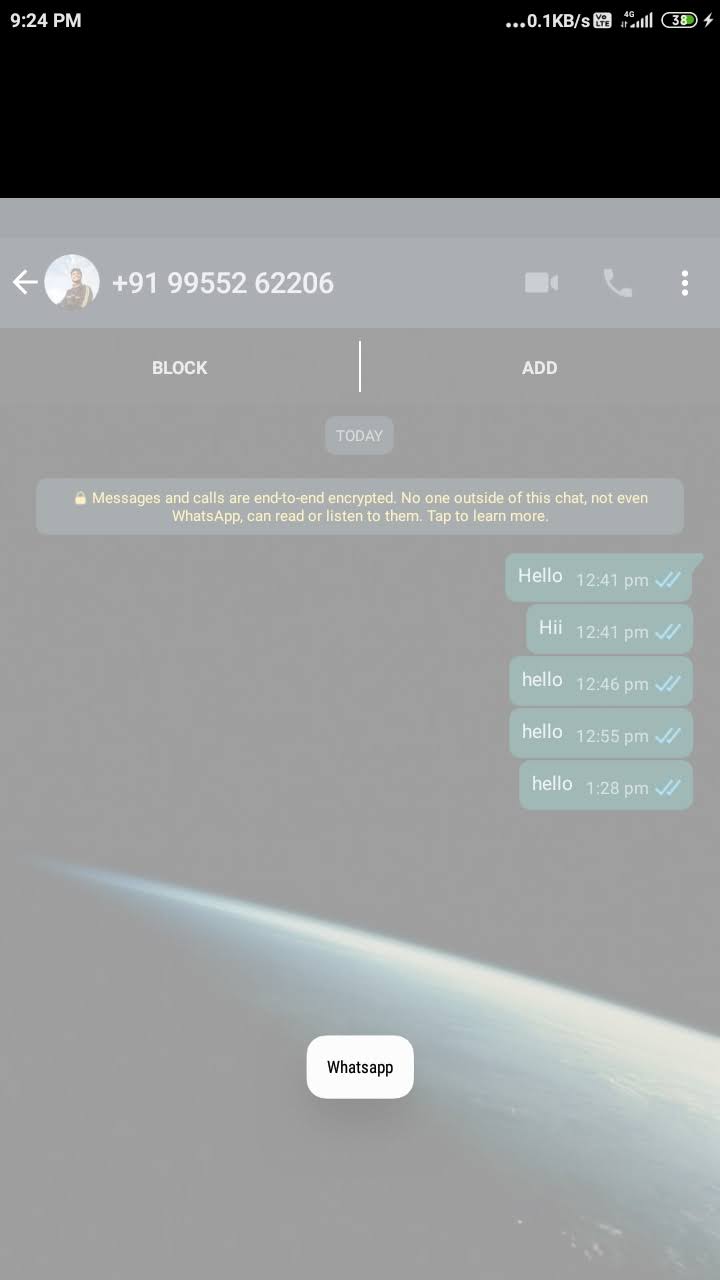 9:24 PM ...0.1KB/s Vo LTE 4G 38
+91 99552 62206
BLOCK ADD
TODAY
🔒 Messages and calls are end-to-end encrypted. No one outside of this chat, not even
WhatsApp, can read or listen to them. Tap to learn more.
Hello 12:41 pm
Hii 12:41 pm
hello 12:46 pm
hello 12:55 pm
hello 1:28 pm
Whatsapp